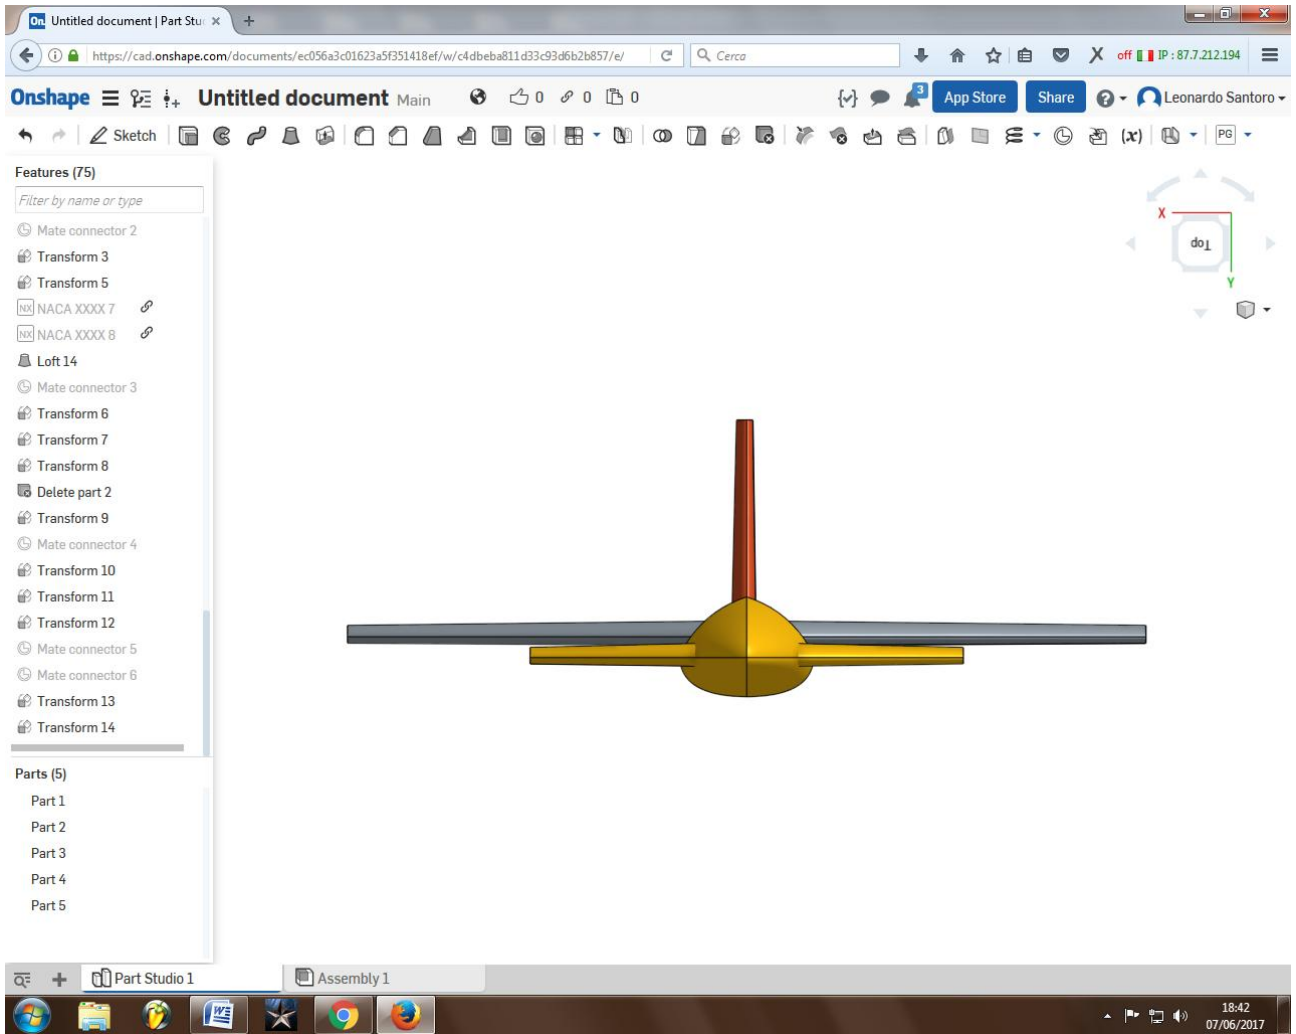 On Untitled document | Part Stu
https://cad.onshape.com/documents/ec056a3c01623a5f351418ef/w/c4dbeba811d33c93d6b2b857/e/ Cerca off IP : 87.7.212.194
Onshape Untitled document Main 0 0 0 3 App Store Share Leonardo Santoro
Sketch (x) PG
Features (75)
Filter by name or type
Mate connector 2
Transform 3
Transform 5
NX NACA XXXX 7
NX NACA XXXX 8
Loft 14
Mate connector 3
Transform 6
Transform 7
Transform 8
Delete part 2
Transform 9
Mate connector 4
Transform 10
Transform 11
Transform 12
Mate connector 5
Mate connector 6
Transform 13
Transform 14
X
Top
Y
Parts (5)
Part 1
Part 2
Part 3
Part 4
Part 5
Part Studio 1 Assembly 1
18:42
07/06/2017